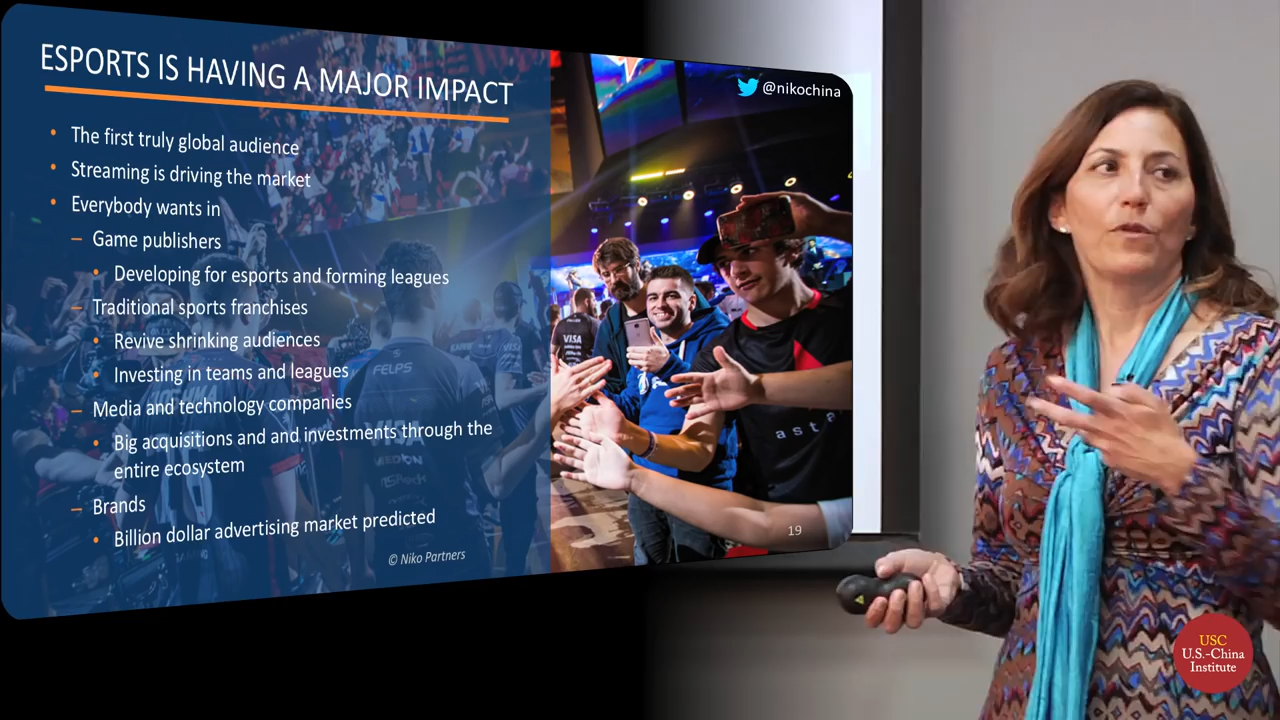 ESPORTS IS HAVING A MAJOR IMPACT
@nikochina
• The first truly global audience
• Streaming is driving the market
• Everybody wants in
– Game publishers
• Developing for esports and forming leagues
– Traditional sports franchises
• Revive shrinking audiences
• Investing in teams and leagues
– Media and technology companies
• Big acquisitions and and investments through the
entire ecosystem
– Brands
• Billion dollar advertising market predicted
© Niko Partners
19
FELPS
VISA
asta
USC
U.S.-China
Institute